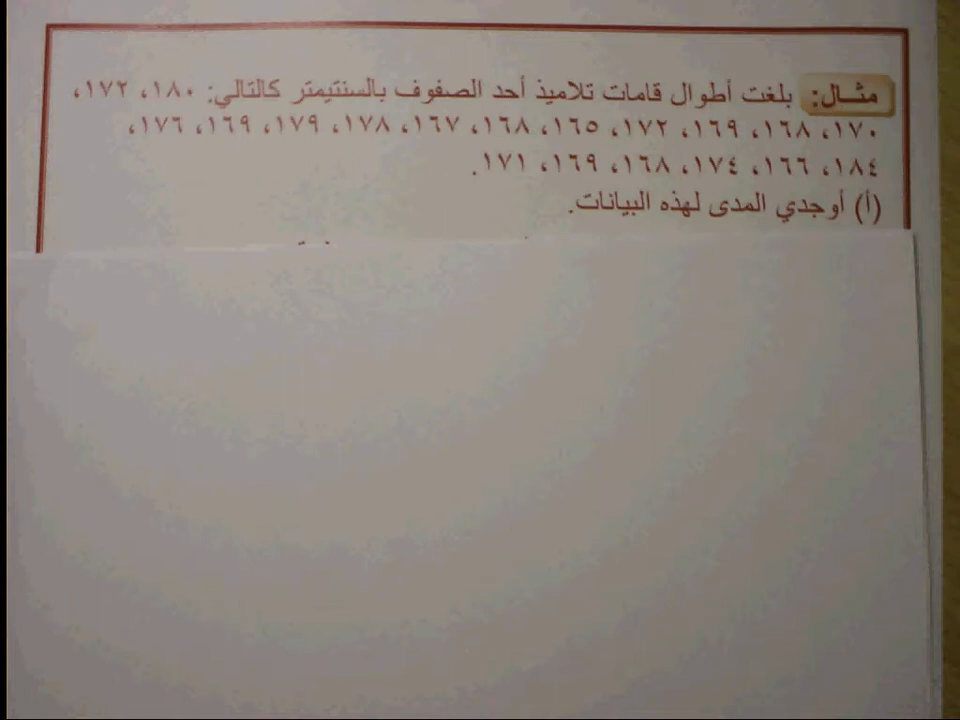 مثـال: بلغت أطوال قامات تلاميذ أحد الصفوف بالسنتيمتر كالتالي: ١٨٠، ١٧٢،
١٧٠، ١٦٨، ١٦٩، ١٧٢، ١٦٥، ١٦٨، ١٦٧، ١٧٨، ١٧٩، ١٦٩، ١٧٦،
١٨٤، ١٦٦، ١٧٤، ١٦٨، ١٦٩، ١٧١.
(أ) أوجدي المدى لهذه البيانات.